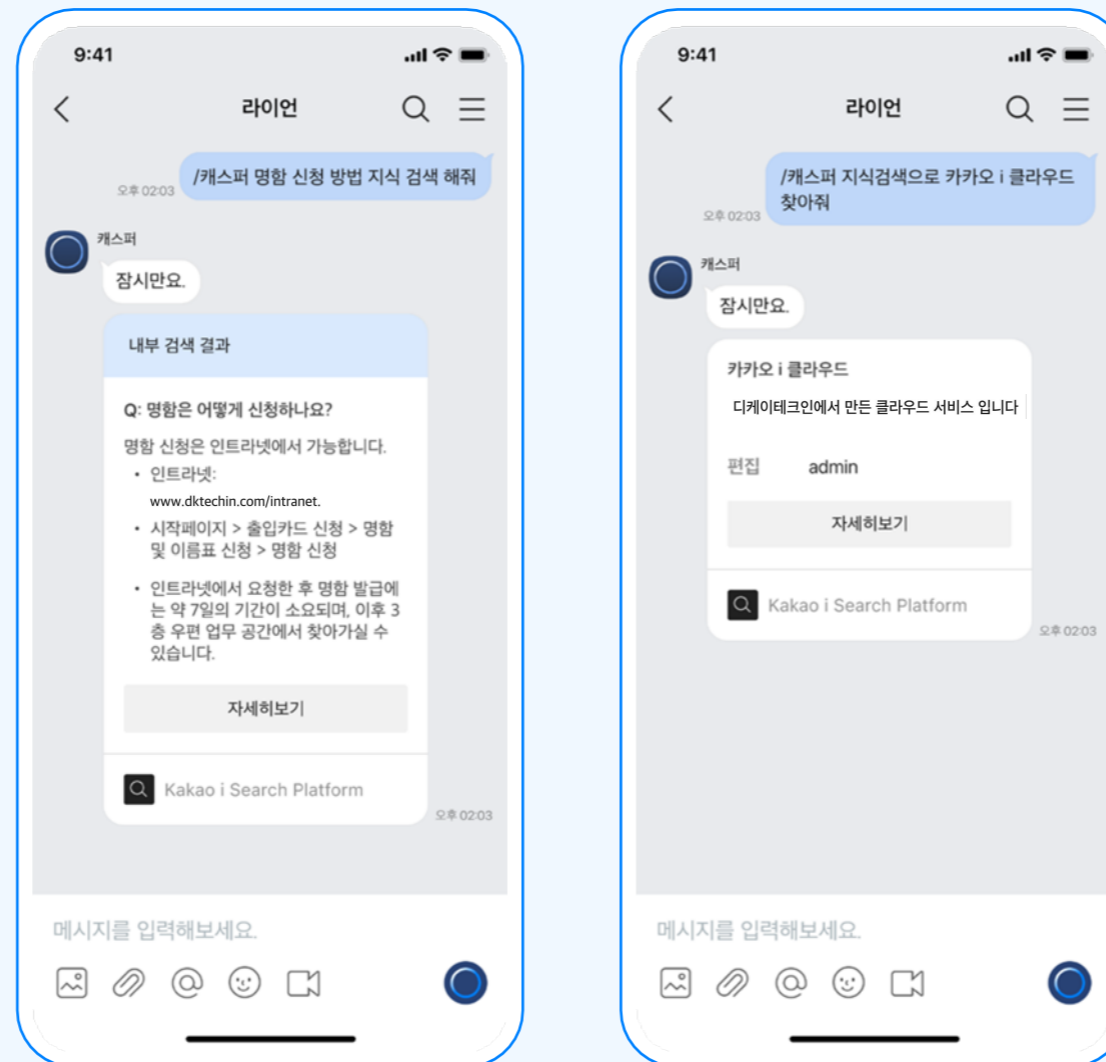 9:41
라이언
/캐스퍼 명함 신청 방법 지식 검색 해줘
오후 02:03
캐스퍼
잠시만요.
내부 검색 결과
Q: 명함은 어떻게 신청하나요?
명함 신청은 인트라넷에서 가능합니다.
• 인트라넷:
www.dktechin.com/intranet.
• 시작페이지 > 출입카드 신청 > 명함
및 이름표 신청 > 명함 신청
• 인트라넷에서 요청한 후 명함 발급에
는 약 7일의 기간이 소요되며, 이후 3
층 우편 업무 공간에서 찾아가실 수
있습니다.
자세히보기
Kakao i Search Platform
오후 02:03
메시지를 입력해보세요.
9:41
라이언
/캐스퍼 지식검색으로 카카오 i 클라우드
찾아줘
오후 02:03
캐스퍼
잠시만요.
카카오 i 클라우드
디케이테크인에서 만든 클라우드 서비스 입니다
편집 admin
자세히보기
Kakao i Search Platform
오후 02:03
메시지를 입력해보세요.